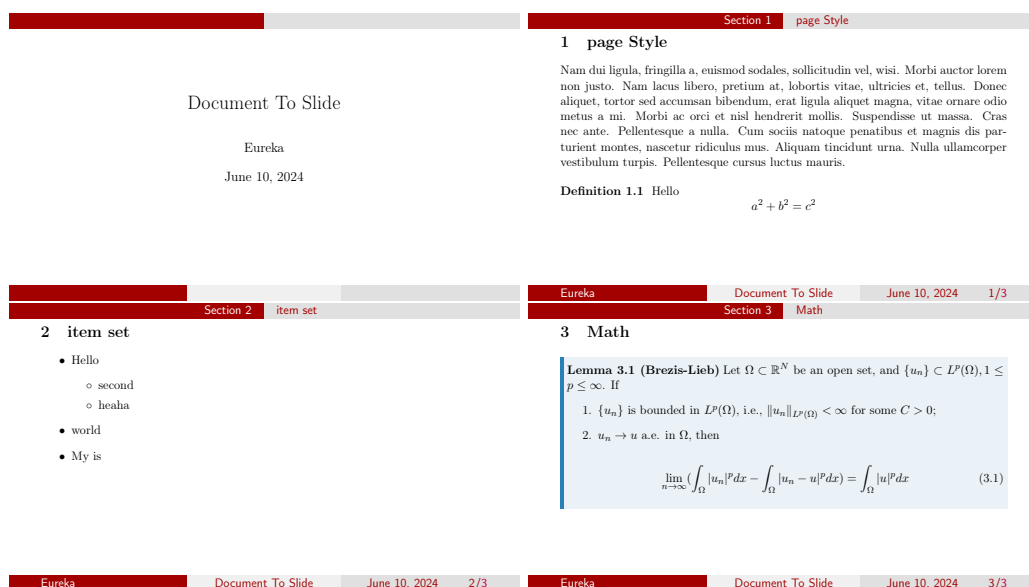 Document To Slide
Eureka
June 10, 2024
Section 1 page Style
1 page Style
Nam dui ligula, fringilla a, euismod sodales, sollicitudin vel, wisi. Morbi auctor lorem
non justo. Nam lacus libero, pretium at, lobortis vitae, ultricies et, tellus. Donec
aliquet, tortor sed accumsan bibendum, erat ligula aliquet magna, vitae ornare odio
metus a mi. Morbi ac orci et nisl hendrerit mollis. Suspendisse ut massa. Cras
nec ante. Pellentesque a nulla. Cum sociis natoque penatibus et magnis dis par-
turient montes, nascetur ridiculus mus. Aliquam tincidunt urna. Nulla ullamcorper
vestibulum turpis. Pellentesque cursus luctus mauris.
Definition 1.1 Hello
a² + b² = c²
Eureka Document To Slide June 10, 2024 1/3
Section 2 item set
2 item set
• Hello
◦ second
◦ heaha
• world
• My is
Eureka Document To Slide June 10, 2024 2/3
Section 3 Math
3 Math
Lemma 3.1 (Brezis-Lieb) Let Ω ⊂ ℝᴺ be an open set, and {uₙ} ⊂ Lᵖ(Ω), 1 ≤
p ≤ ∞. If
1. {uₙ} is bounded in Lᵖ(Ω), i.e., ‖uₙ‖_{Lᵖ(Ω)} < ∞ for some C > 0;
2. uₙ → u a.e. in Ω, then
lim_{n→∞} (∫_Ω |uₙ|ᵖdx − ∫_Ω |uₙ − u|ᵖdx) = ∫_Ω |u|ᵖdx (3.1)
Eureka Document To Slide June 10, 2024 3/3